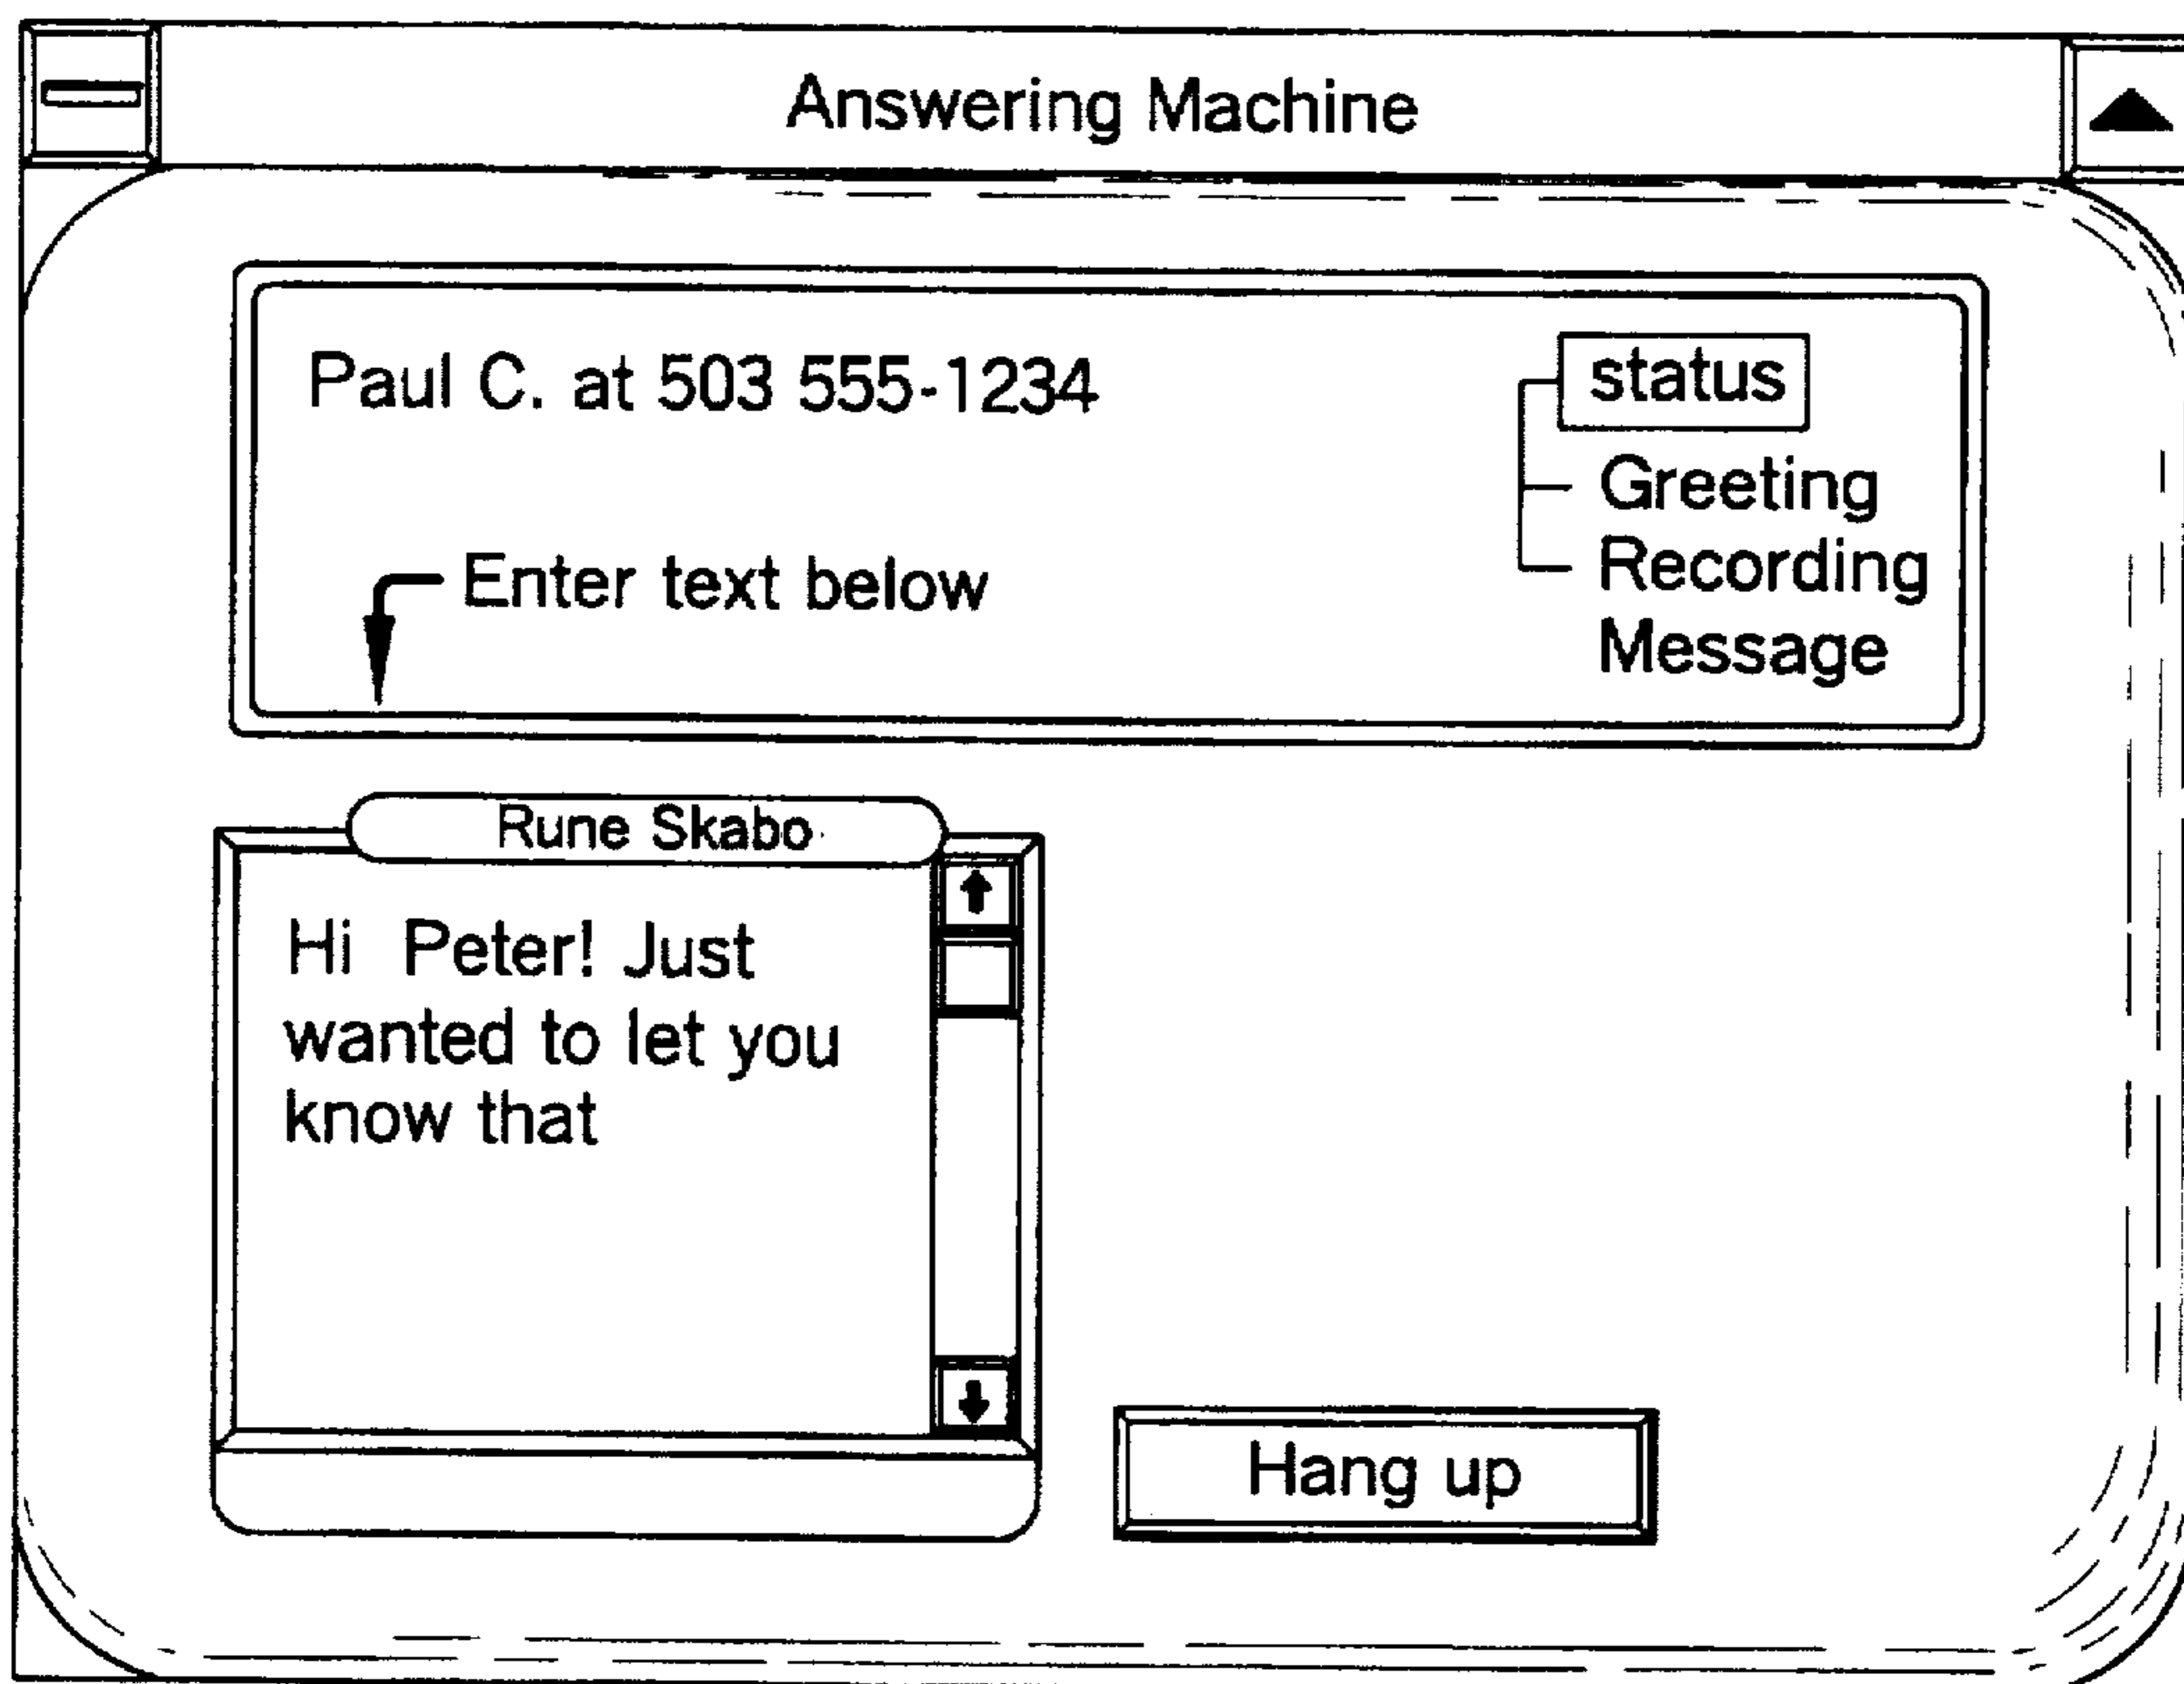 Answering Machine
Paul C. at 503 555-1234
status
Greeting
Recording
Message
Enter text below
Rune Skabo
Hi Peter! Just
wanted to let you
know that
Hang up